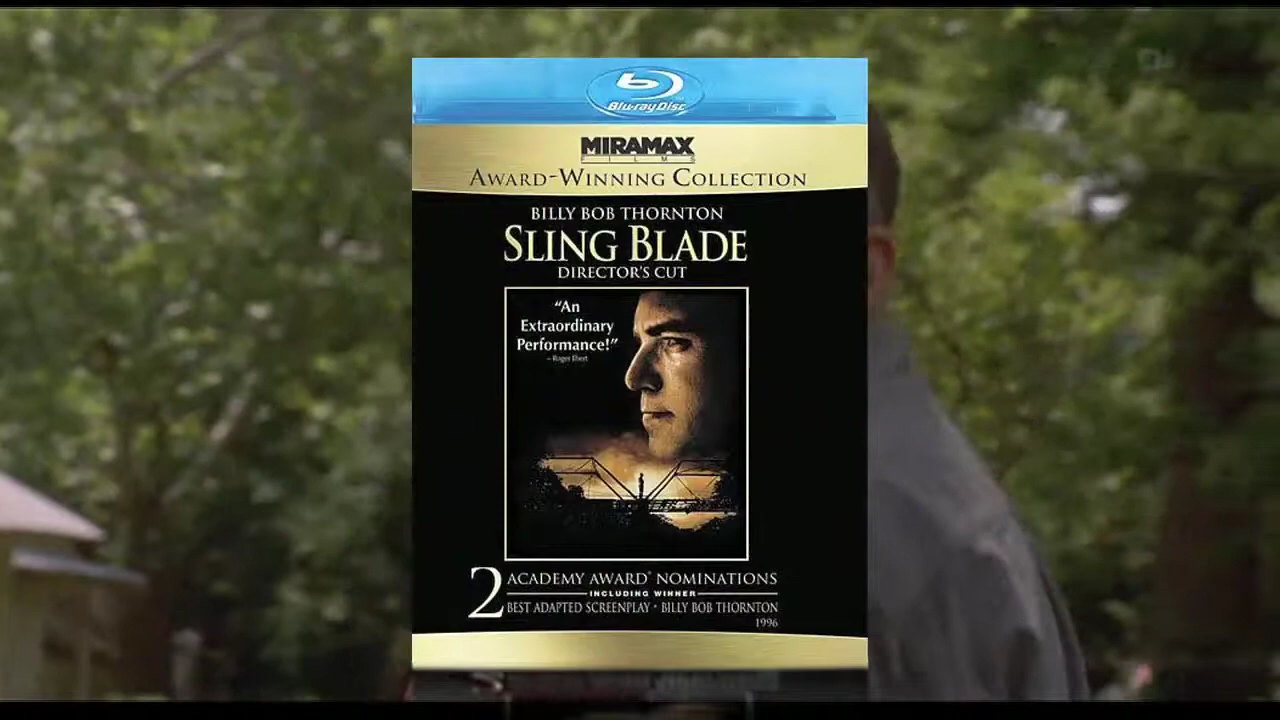 Blu-ray Disc
MIRAMAX
FILMS
AWARD-WINNING COLLECTION
BILLY BOB THORNTON
SLING BLADE
DIRECTOR'S CUT
"An
Extraordinary
Performance!"
– Roger Ebert
2 ACADEMY AWARD® NOMINATIONS
INCLUDING WINNER
BEST ADAPTED SCREENPLAY • BILLY BOB THORNTON
1996